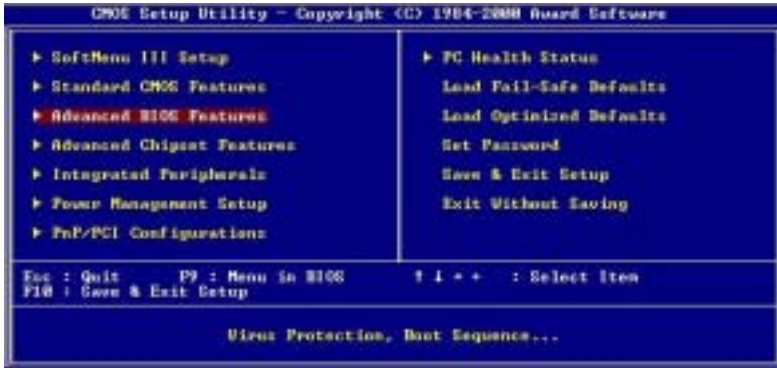 CMOS Setup Utility - Copyright (C) 1984-2000 Award Software
▶ SoftMenu III Setup
▶ Standard CMOS Features
▶ Advanced BIOS Features
▶ Advanced Chipset Features
▶ Integrated Peripherals
▶ Power Management Setup
▶ PnP/PCI Configurations
▶ PC Health Status
Load Fail-Safe Defaults
Load Optimized Defaults
Set Password
Save & Exit Setup
Exit Without Saving
Esc : Quit F9 : Menu in BIOS ↑ ↓ → ← : Select Item
F10 : Save & Exit Setup
Virus Protection, Boot Sequence...